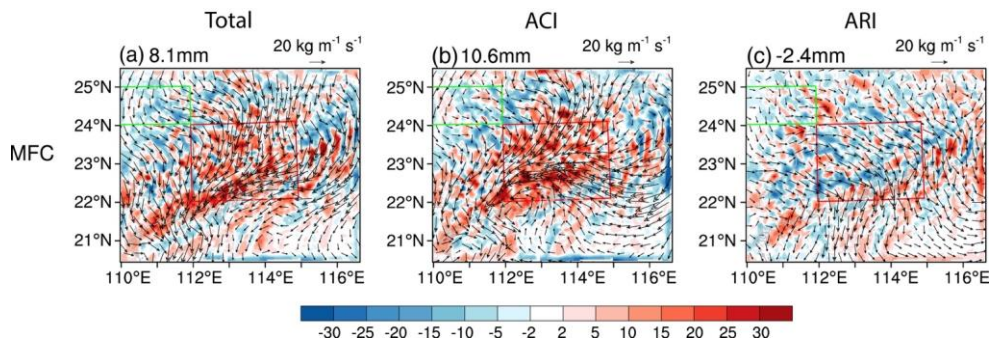 Total ACI ARI
(a) 8.1mm 20 kg m⁻¹ s⁻¹ (b) 10.6mm 20 kg m⁻¹ s⁻¹ (c) -2.4mm 20 kg m⁻¹ s⁻¹
25°N 25°N 25°N
24°N 24°N 24°N
MFC 23°N 23°N 23°N
22°N 22°N 22°N
21°N 21°N 21°N
110°E 112°E 114°E 116°E 110°E 112°E 114°E 116°E 110°E 112°E 114°E 116°E
-30 -25 -20 -15 -10 -5 -2 2 5 10 15 20 25 30